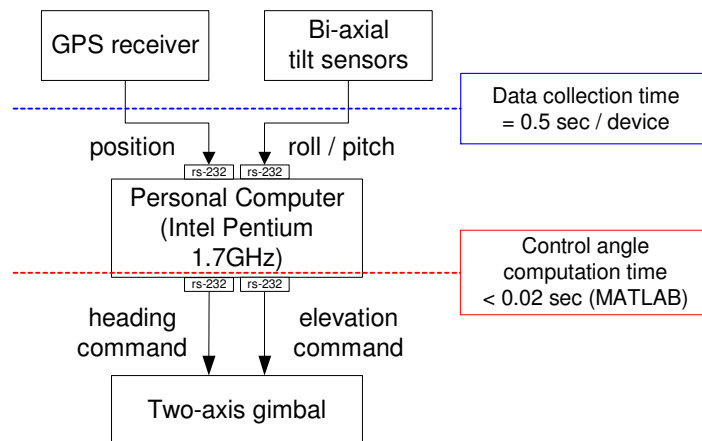 GPS receiver
Bi-axial
tilt sensors
Data collection time
= 0.5 sec / device
position
roll / pitch
rs-232
rs-232
Personal Computer
(Intel Pentium
1.7GHz)
Control angle
computation time
< 0.02 sec (MATLAB)
rs-232
rs-232
heading
command
elevation
command
Two-axis gimbal